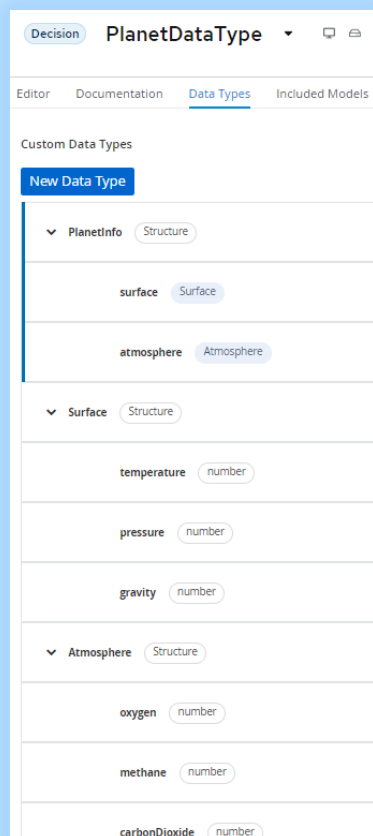 Decision PlanetDataType
Editor Documentation Data Types Included Models
Custom Data Types
New Data Type
PlanetInfo Structure
surface Surface
atmosphere Atmosphere
Surface Structure
temperature number
pressure number
gravity number
Atmosphere Structure
oxygen number
methane number
carbonDioxide number